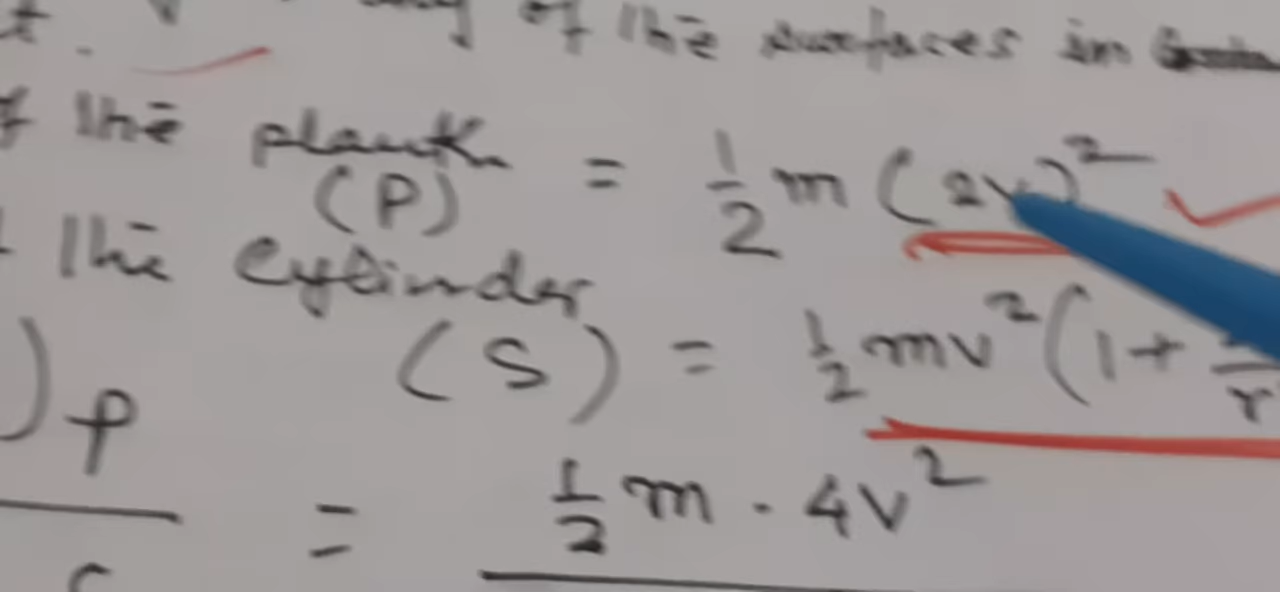 t. of the surfaces in
f the plank = 1/2 m (2v)²
(P)
the cylinder
(S) = 1/2 mv² (1 +
)p = 1/2 m · 4v²